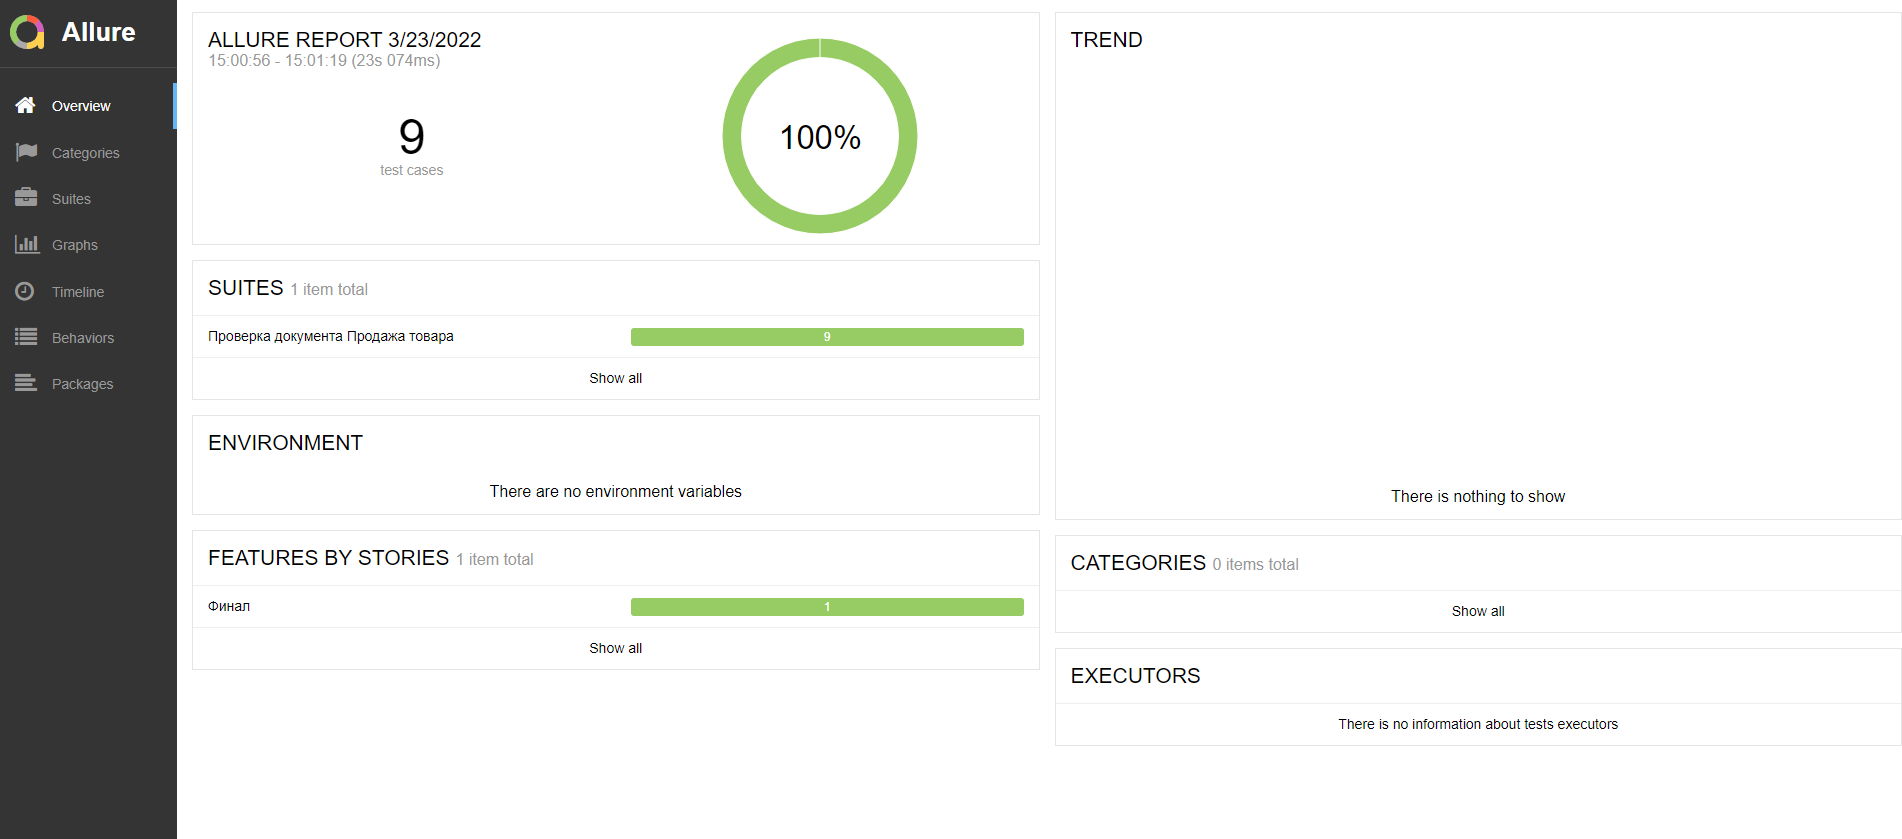 Allure
Overview
Categories
Suites
Graphs
Timeline
Behaviors
Packages
ALLURE REPORT 3/23/2022
15:00:56 - 15:01:19 (23s 074ms)
9
test cases
100%
SUITES 1 item total
Проверка документа Продажа товара 9
Show all
ENVIRONMENT
There are no environment variables
FEATURES BY STORIES 1 item total
Финал 1
Show all
TREND
There is nothing to show
CATEGORIES 0 items total
Show all
EXECUTORS
There is no information about tests executors